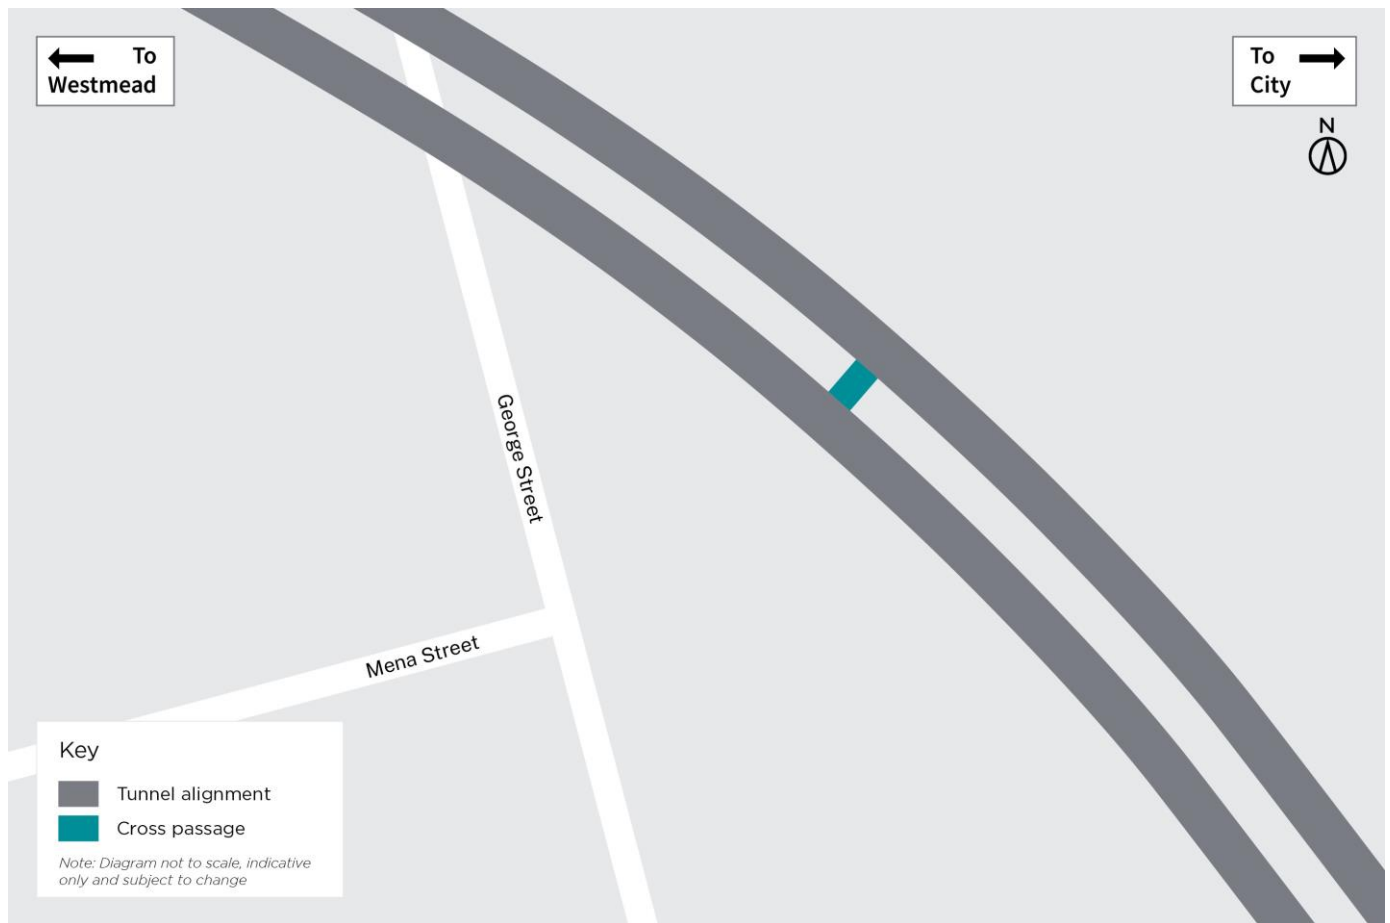 To
Westmead
To
City
N
George Street
Mena Street
Key
Tunnel alignment
Cross passage
Note: Diagram not to scale, indicative
only and subject to change